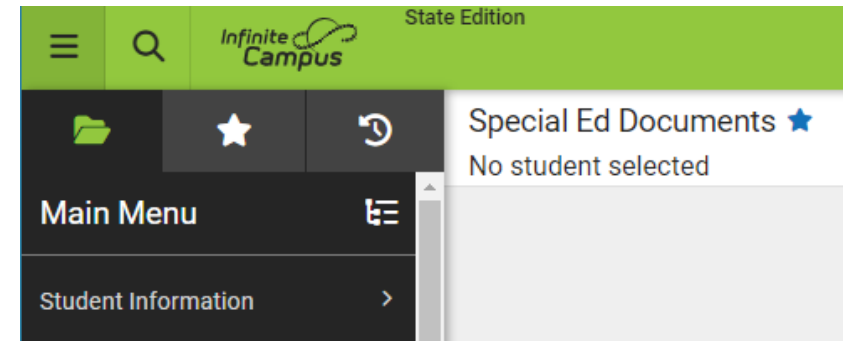 State Edition
Infinite
Campus
Special Ed Documents
No student selected
Main Menu
Student Information